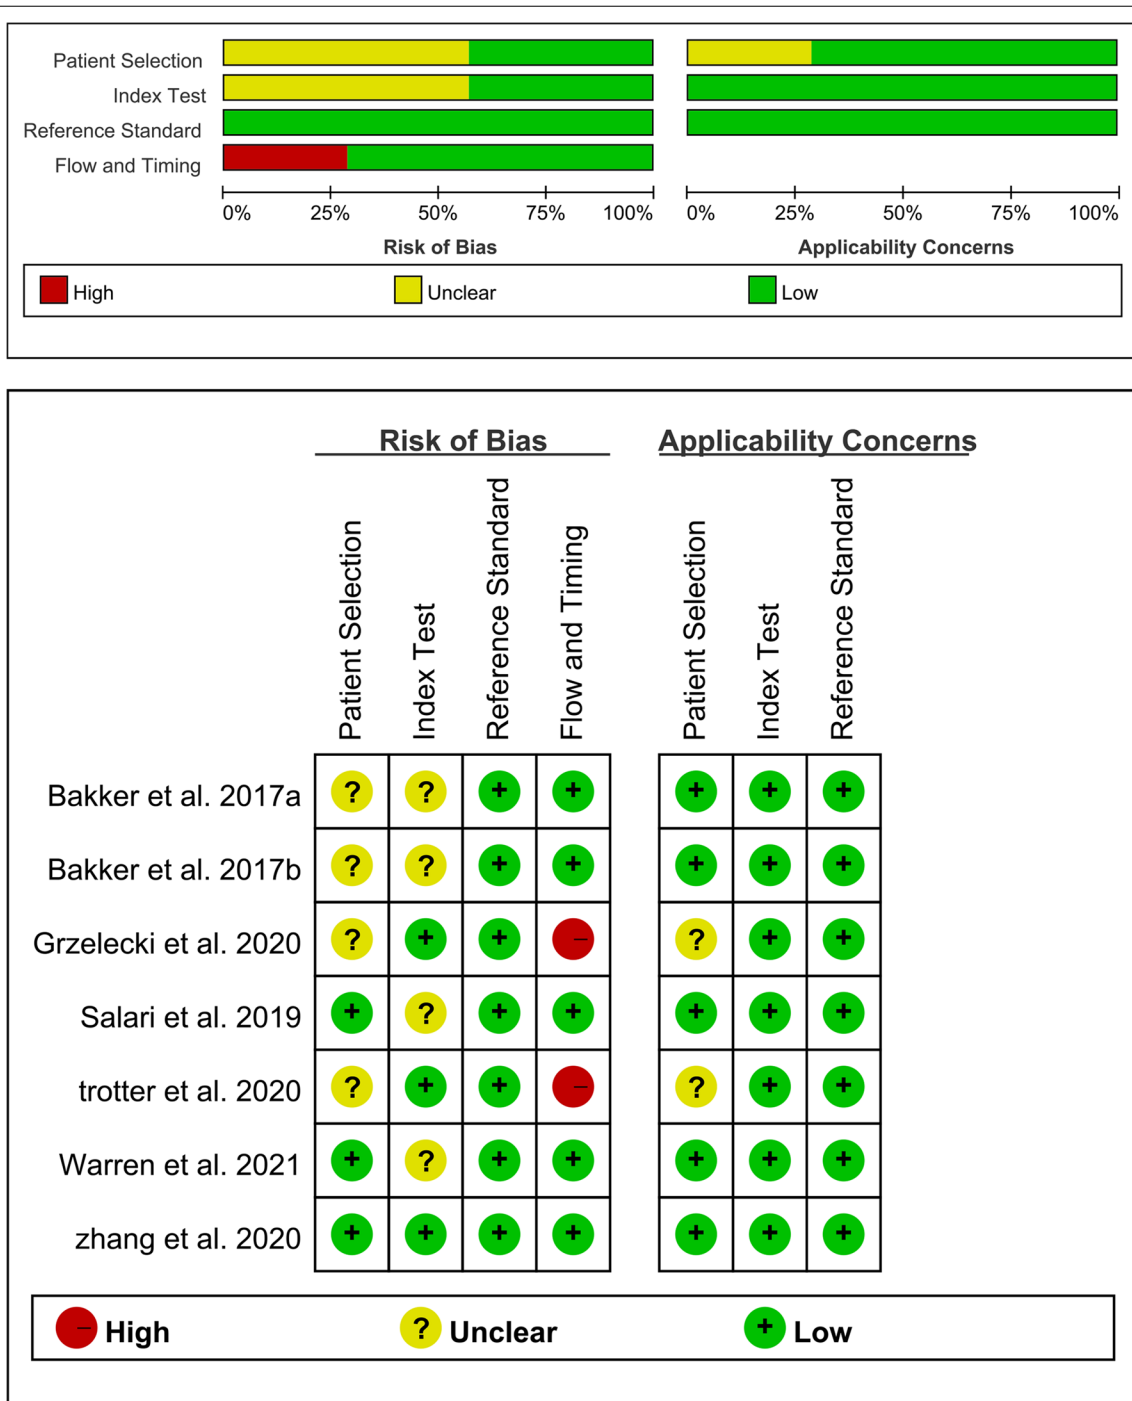 Patient Selection
Index Test
Reference Standard
Flow and Timing
0% 25% 50% 75% 100% 0% 25% 50% 75% 100%
Risk of Bias Applicability Concerns
High Unclear Low
Risk of Bias Applicability Concerns
Patient Selection Index Test Reference Standard Flow and Timing Patient Selection Index Test Reference Standard
Bakker et al. 2017a ? ? + + + + +
Bakker et al. 2017b ? ? + + + + +
Grzelecki et al. 2020 ? + + – ? + +
Salari et al. 2019 + ? + + + + +
trotter et al. 2020 ? + + – ? + +
Warren et al. 2021 + ? + + + + +
zhang et al. 2020 + + + + + + +
– High ? Unclear + Low